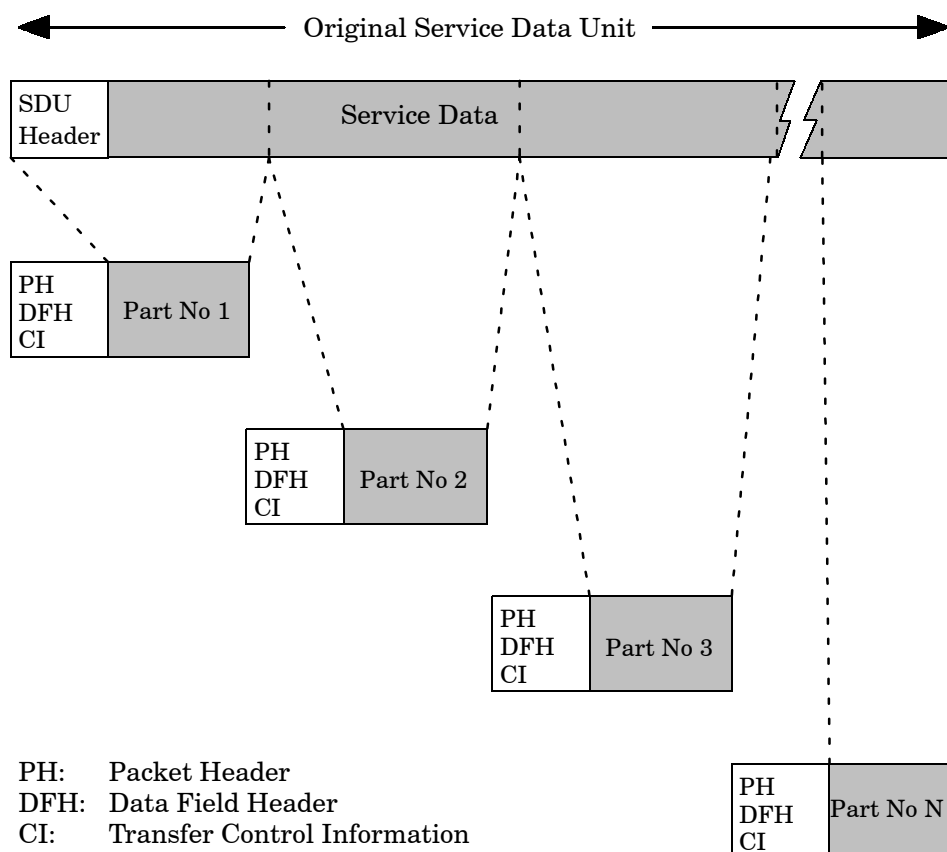 Original Service Data Unit
SDU
Header
Service Data
PH
DFH
CI
Part No 1
PH
DFH
CI
Part No 2
PH
DFH
CI
Part No 3
PH
DFH
CI
Part No N
PH: Packet Header
DFH: Data Field Header
CI: Transfer Control Information